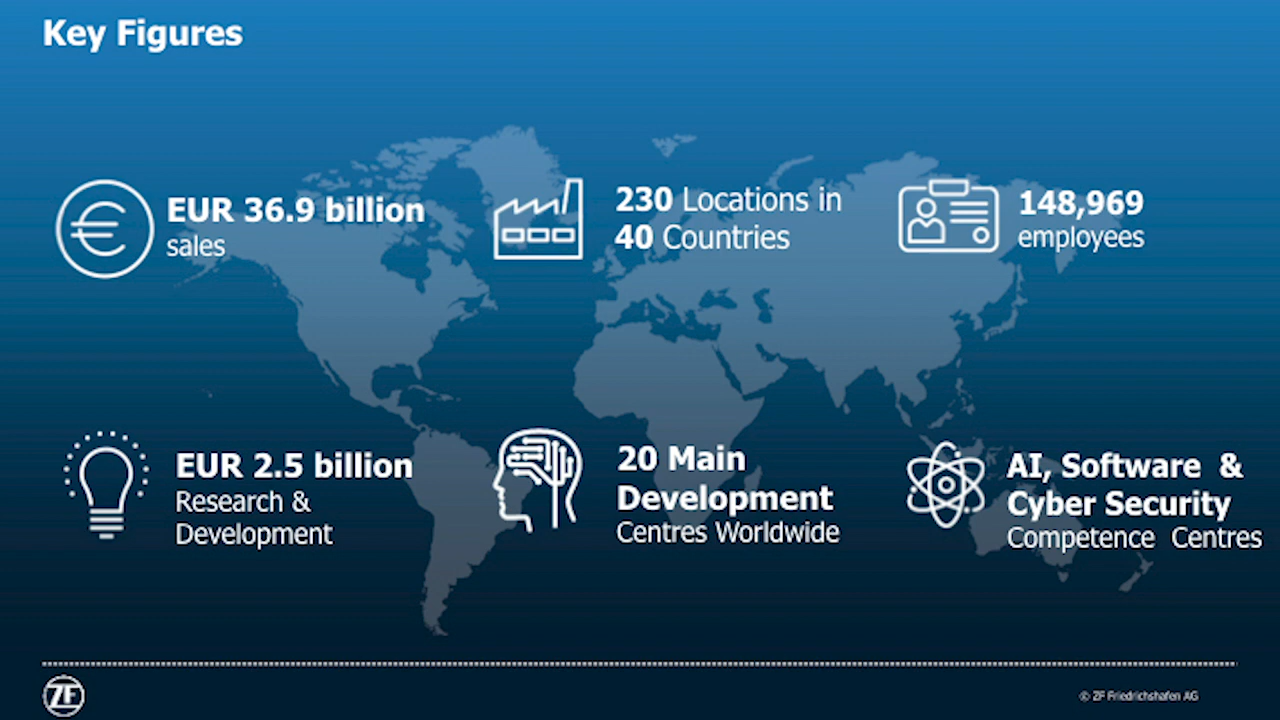 Key Figures
EUR 36.9 billion
sales
230 Locations in
40 Countries
148,969
employees
EUR 2.5 billion
Research &
Development
20 Main
Development
Centres Worldwide
AI, Software &
Cyber Security
Competence Centres
ZF
© ZF Friedrichshafen AG